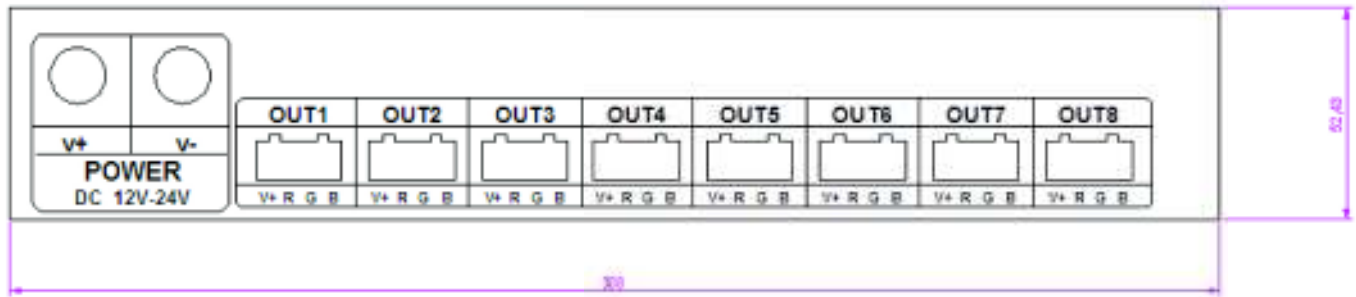 OUT1 OUT2 OUT3 OUT4 OUT5 OUT6 OUT7 OUT8
V+ V-
POWER
DC 12V-24V
V+ R G B V+ R G B V+ R G B V+ R G B V+ R G B V+ R G B V+ R G B V+ R G B